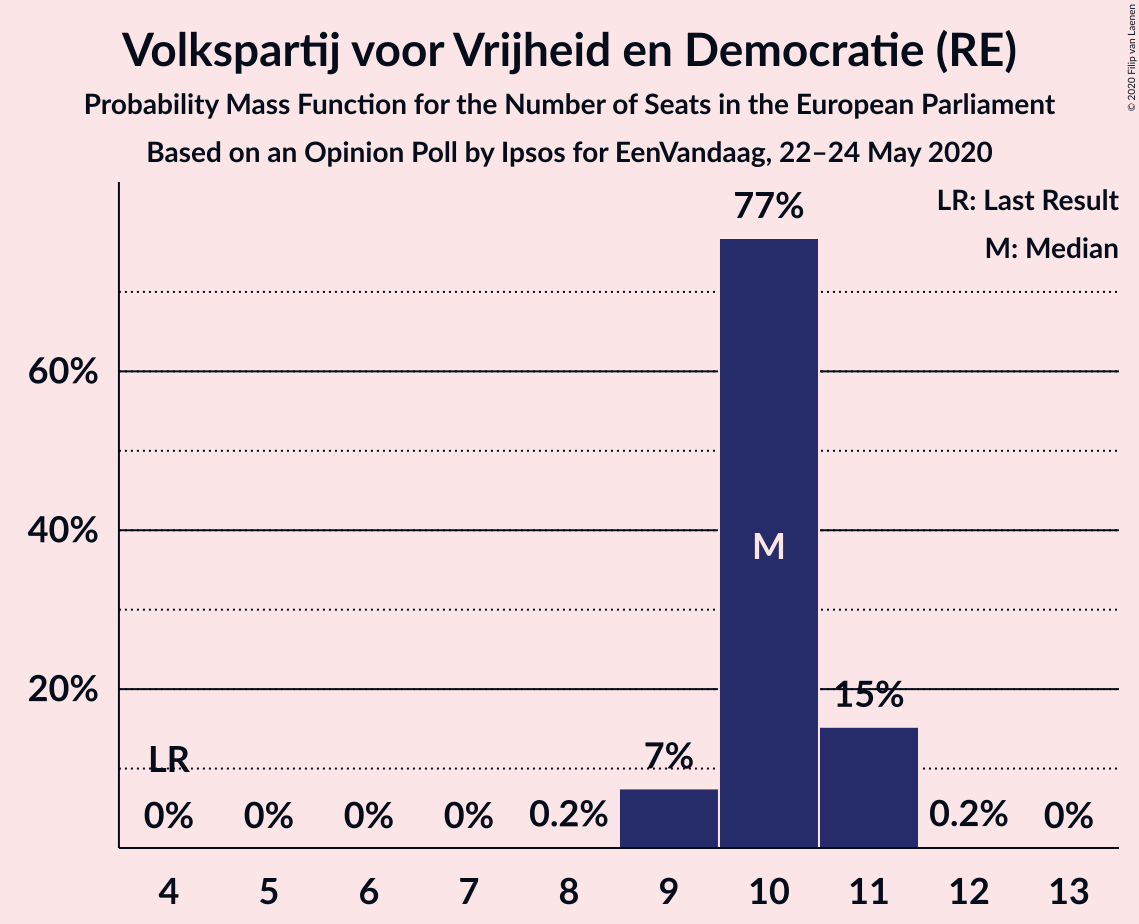 Volkspartij voor Vrijheid en Democratie (RE)
Probability Mass Function for the Number of Seats in the European Parliament
Based on an Opinion Poll by Ipsos for EenVandaag, 22–24 May 2020
© 2020 Filip van Laenen
LR: Last Result
M: Median
77%
60%
40%
M
20%
15%
LR
7%
0% 0% 0% 0% 0.2% 0.2% 0%
4 5 6 7 8 9 10 11 12 13